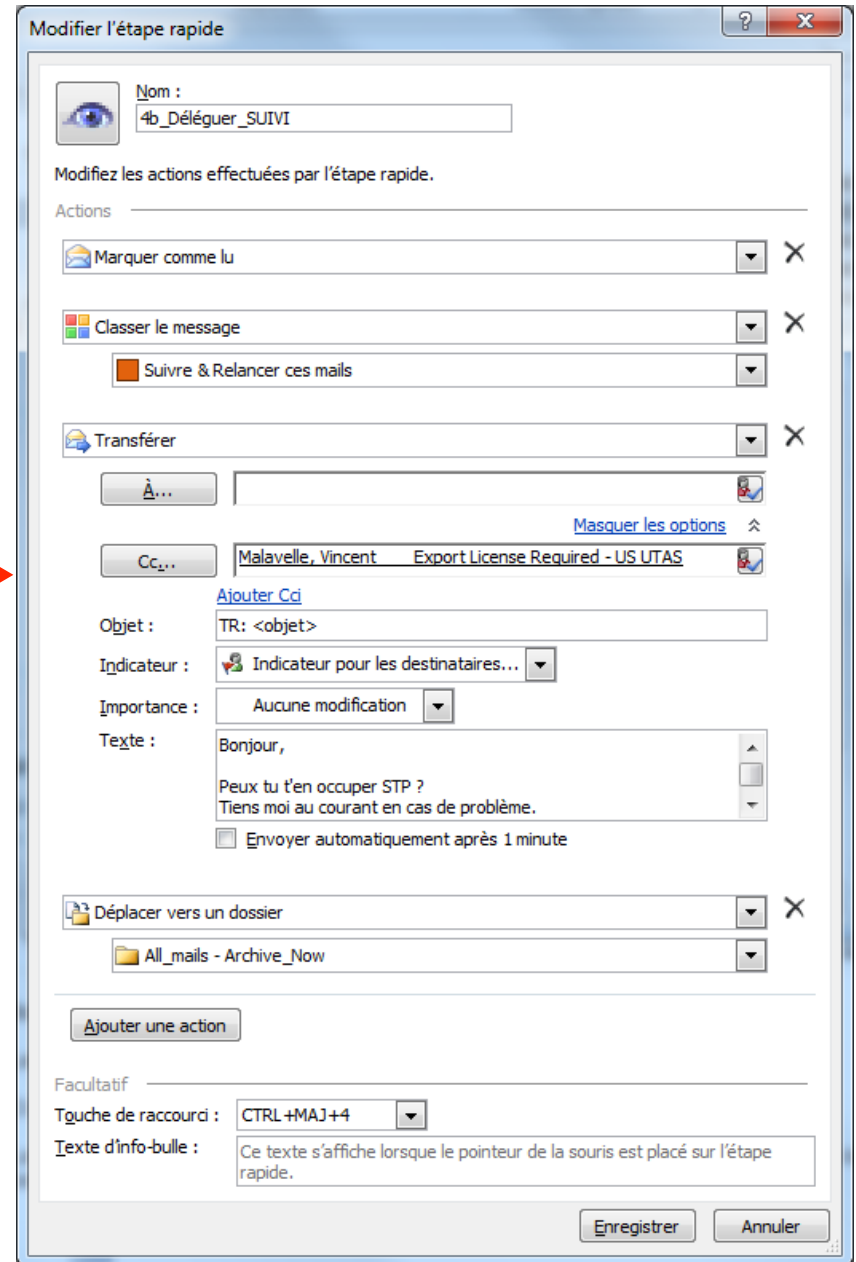 Modifier l'étape rapide
Nom :
4b_Déléguer_SUIVI
Modifiez les actions effectuées par l'étape rapide.
Actions
Marquer comme lu
Classer le message
Suivre & Relancer ces mails
Transférer
À...
Masquer les options
Cc...
Malavelle, Vincent Export License Required - US UTAS
Ajouter Cci
Objet :
TR: <objet>
Indicateur :
Indicateur pour les destinataires...
Importance :
Aucune modification
Texte :
Bonjour,
Peux tu t'en occuper STP ?
Tiens moi au courant en cas de problème.
Envoyer automatiquement après 1 minute
Déplacer vers un dossier
All_mails - Archive_Now
Ajouter une action
Facultatif
Touche de raccourci :
CTRL+MAJ+4
Texte d'info-bulle :
Ce texte s'affiche lorsque le pointeur de la souris est placé sur l'étape
rapide.
Enregistrer
Annuler